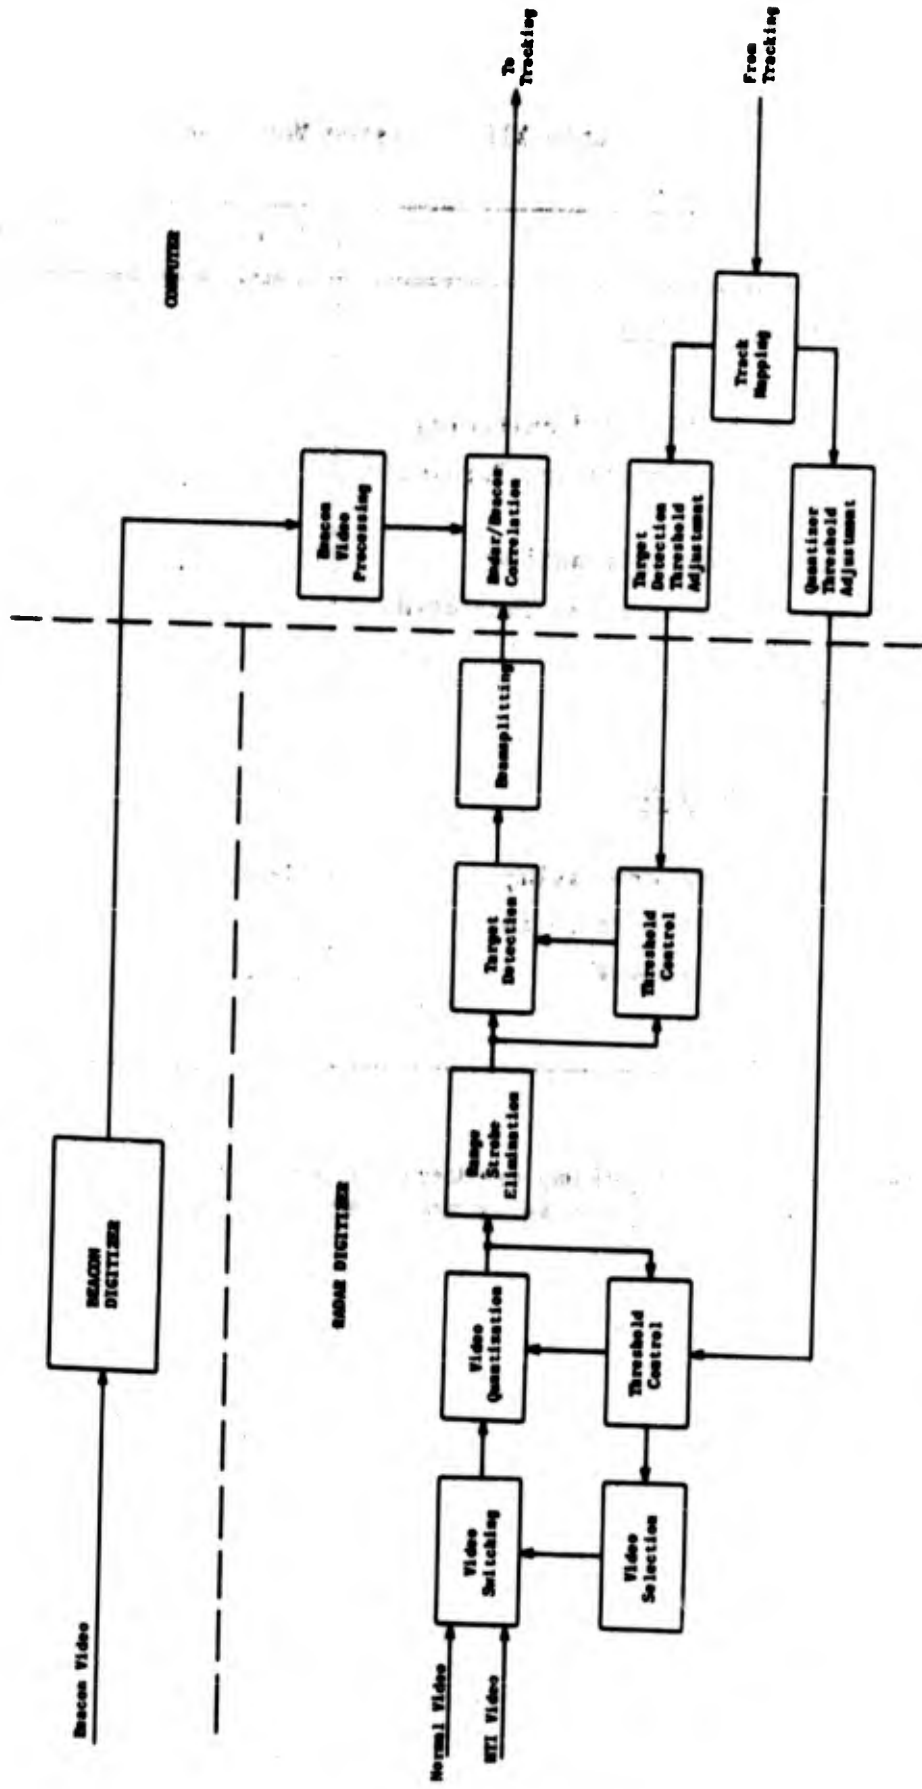 Beacon Video
BEACON
DIGITIZER
COMPUTER
Beacon
Video
Processing
RADAR DIGITIZER
Normal Video
MTI Video
Video
Switching
Video
Quantization
Range
Strobe
Elimination
Target
Detection
Beamsplitting
Radar/Beacon
Correlation
To
Tracking
Video
Selection
Threshold
Control
Threshold
Control
Target
Detection
Threshold
Adjustment
Track
Mapping
From
Tracking
Quantizer
Threshold
Adjustment